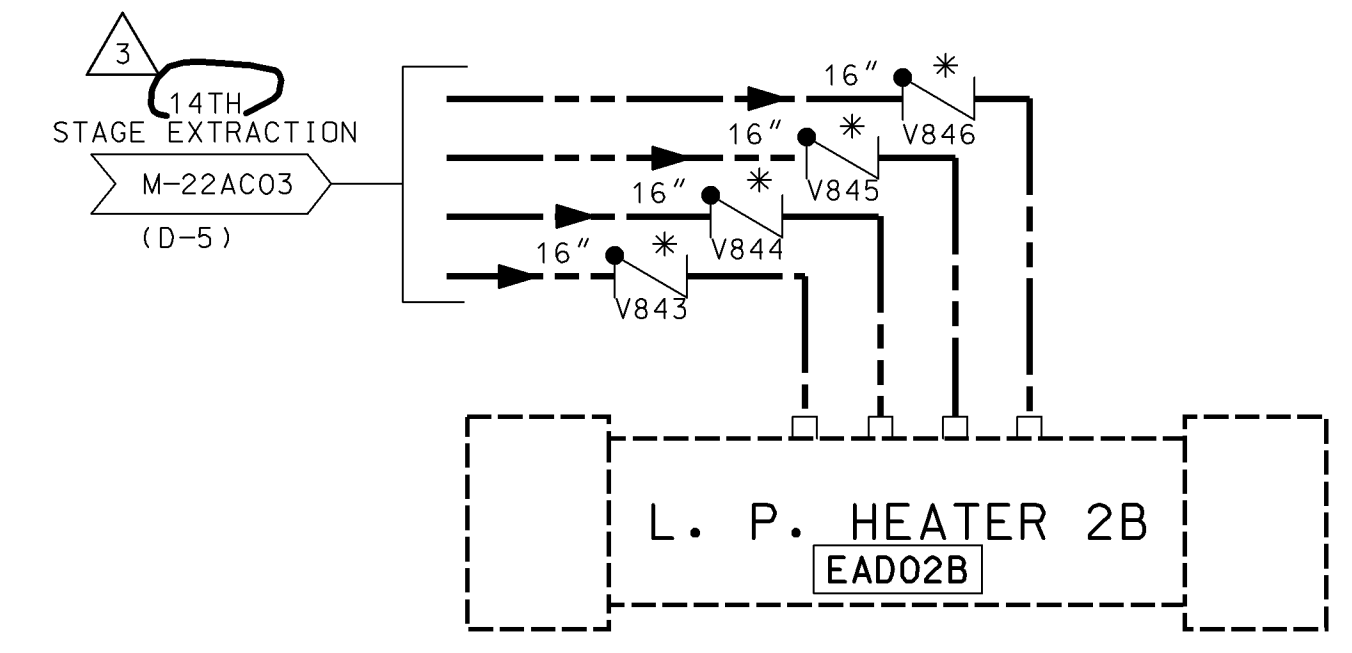 3
14TH
STAGE EXTRACTION
M-22AC03
(D-5)
16" * V846
16" * V845
16" * V844
16" * V843
L. P. HEATER 2B
EAD02B